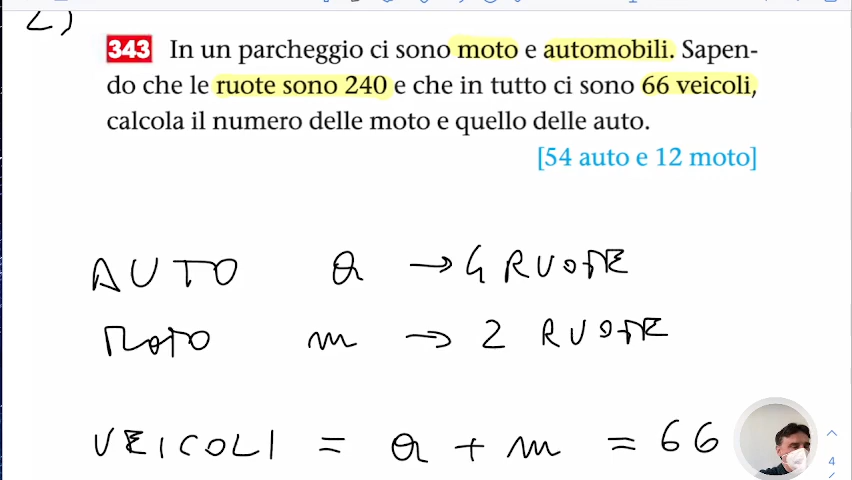 2)
343 In un parcheggio ci sono moto e automobili. Sapen-
do che le ruote sono 240 e che in tutto ci sono 66 veicoli,
calcola il numero delle moto e quello delle auto.
[54 auto e 12 moto]
AUTO a → 4 RUOTE
MOTO m → 2 RUOTE
VEICOLI = a + m = 66
4